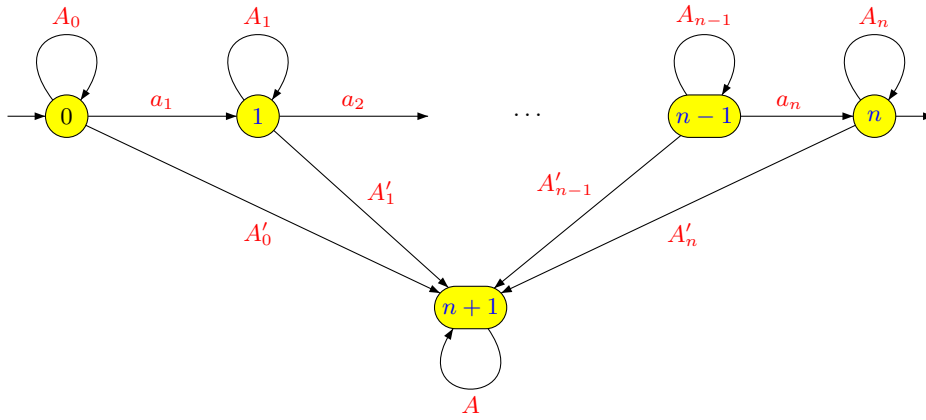 A₀ A₁ Aₙ₋₁ Aₙ
a₁ a₂ aₙ
0 1 ⋯ n − 1 n
A′₀ A′₁ A′ₙ₋₁ A′ₙ
n + 1
A